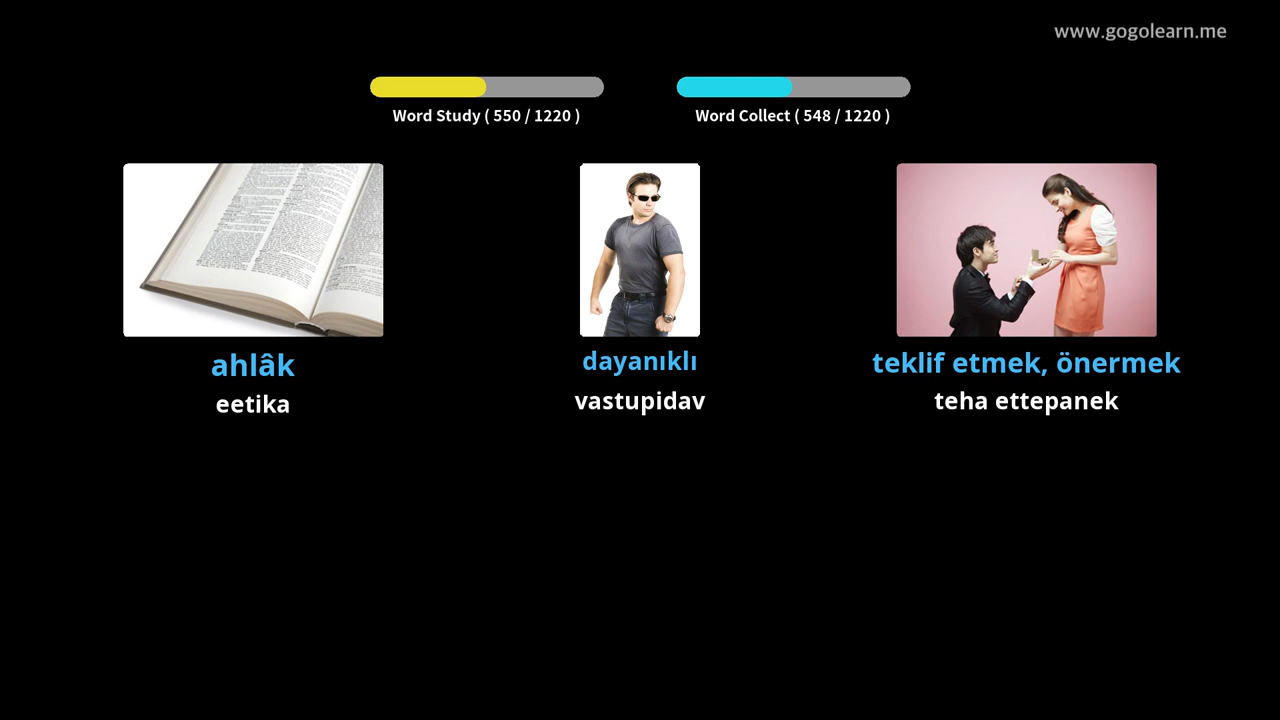 www.gogolearn.me
Word Study ( 550 / 1220 )
Word Collect ( 548 / 1220 )
ahlâk
eetika
dayanıklı
vastupidav
teklif etmek, önermek
teha ettepanek